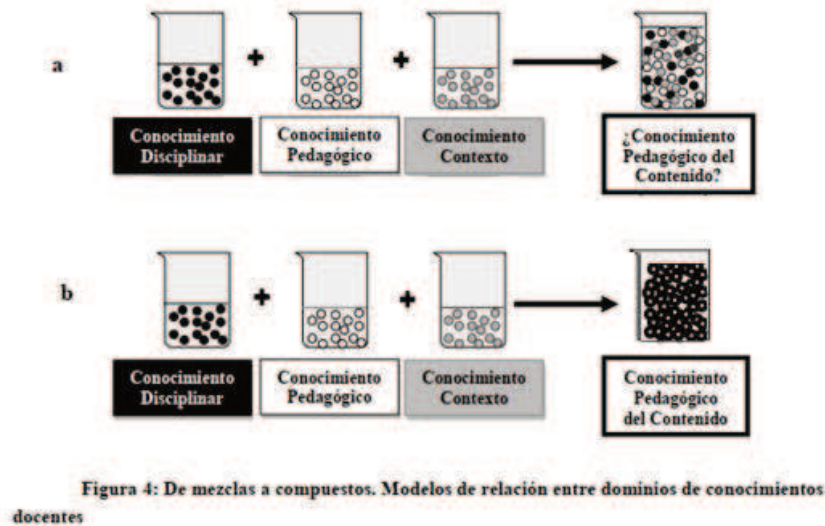 a
+
+
Conocimiento
Disciplinar
Conocimiento
Pedagógico
Conocimiento
Contexto
¿Conocimiento
Pedagógico del
Contenido?
b
+
+
Conocimiento
Disciplinar
Conocimiento
Pedagógico
Conocimiento
Contexto
Conocimiento
Pedagógico
del Contenido
Figura 4: De mezclas a compuestos. Modelos de relación entre dominios de conocimientos
docentes